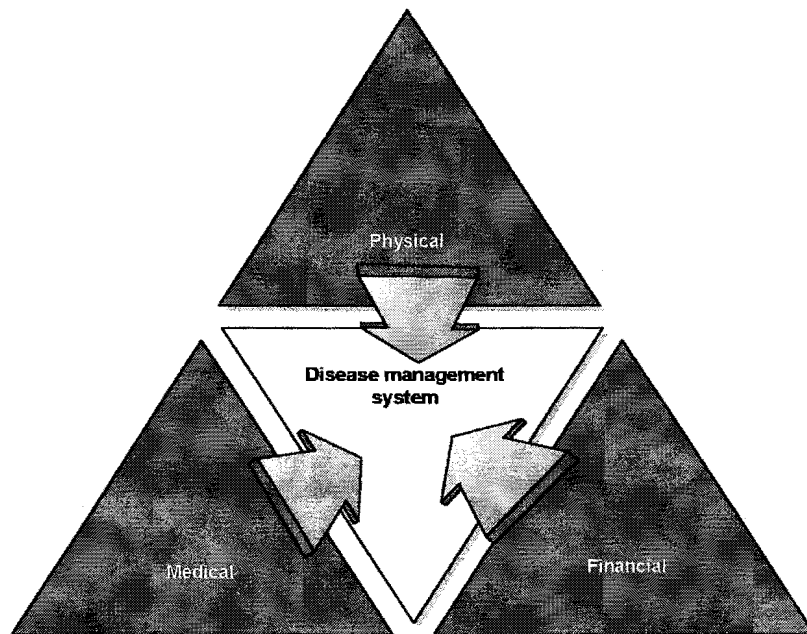 Physical
Disease management
system
Medical
Financial